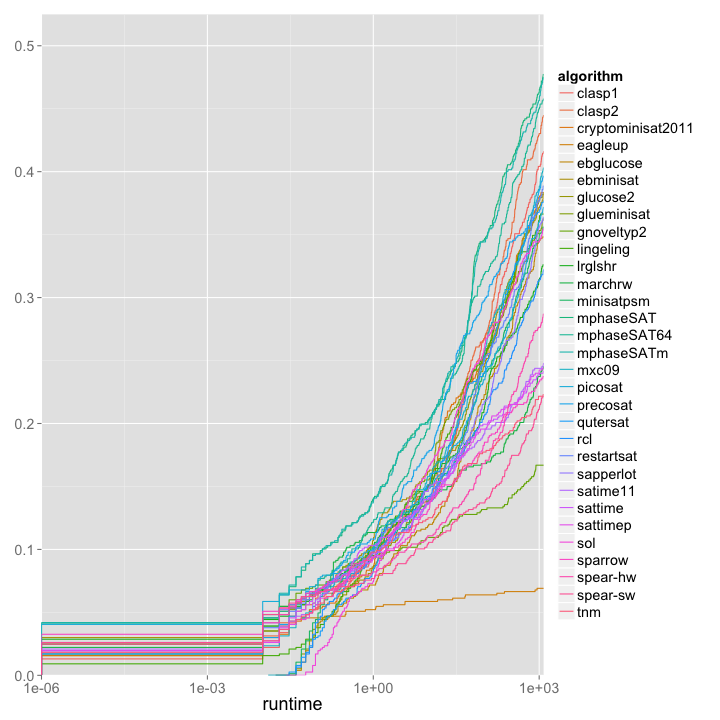 0.5
0.4
0.3
0.2
0.1
0.0
1e-06
1e-03
1e+00
1e+03
runtime
algorithm
clasp1
clasp2
cryptominisat2011
eagleup
ebglucose
ebminisat
glucose2
glueminisat
gnoveltyp2
lingeling
lrglshr
marchrw
minisatpsm
mphaseSAT
mphaseSAT64
mphaseSATm
mxc09
picosat
precosat
qutersat
rcl
restartsat
sapperlot
satime11
sattime
sattimep
sol
sparrow
spear-hw
spear-sw
tnm